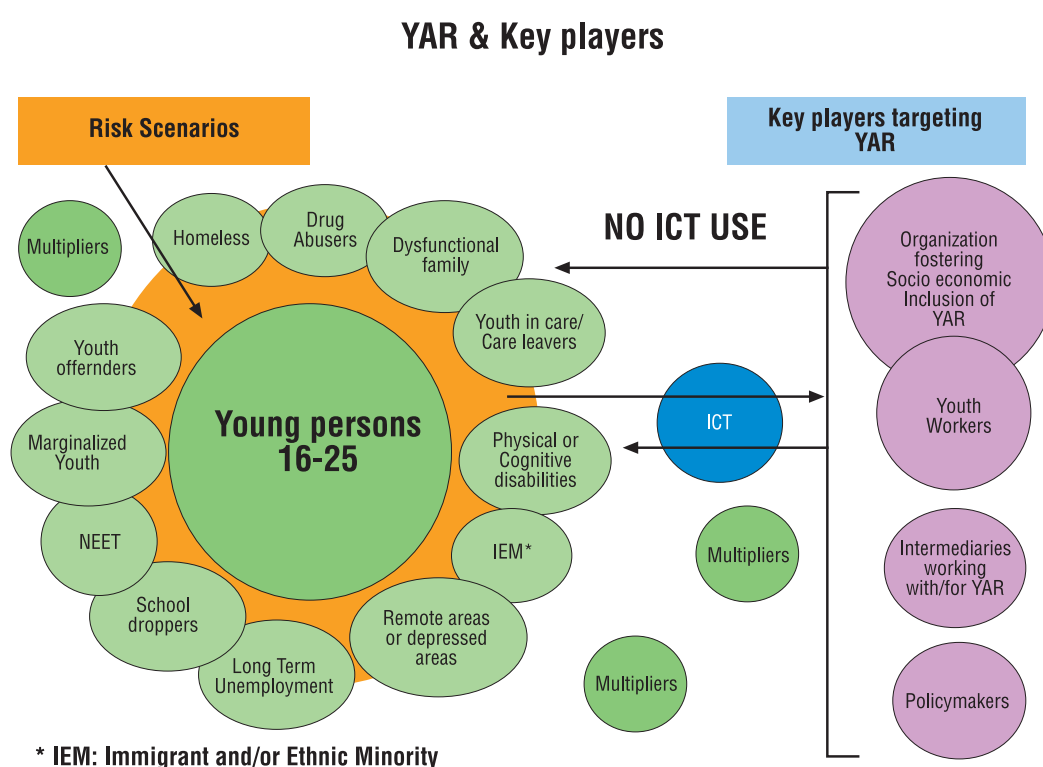 YAR & Key players
Risk Scenarios
Key players targeting
YAR
Multipliers
Homeless
Drug
Abusers
Dysfunctional
family
Youth in care/
Care leavers
NO ICT USE
Organization
fostering
Socio economic
Inclusion of
YAR
Youth
offernders
Young persons
16-25
ICT
Youth
Workers
Marginalized
Youth
Physical or
Cognitive
disabilities
NEET
IEM*
Multipliers
Intermediaries
working
with/for YAR
School
droppers
Remote areas
or depressed
areas
Long Term
Unemployment
Multipliers
Policymakers
* IEM: Immigrant and/or Ethnic Minority